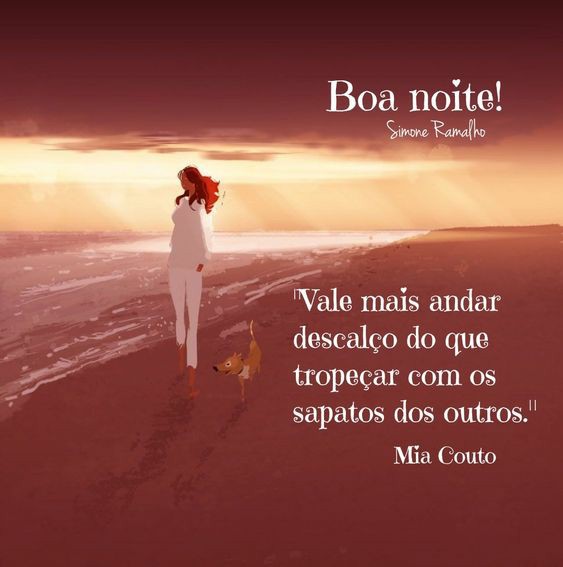 Boa noite!
Simone Ramalho
"Vale mais andar
descalço do que
tropeçar com os
sapatos dos outros."
Mia Couto